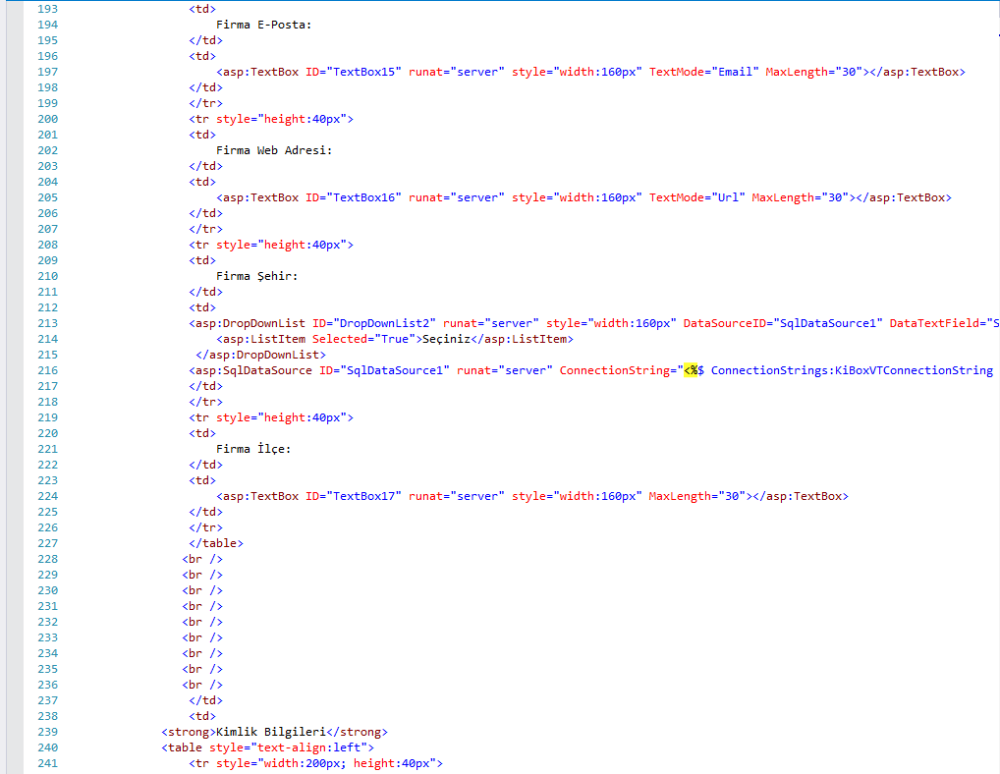 193 <td>
194 Firma E-Posta:
195 </td>
196 <td>
197 <asp:TextBox ID="TextBox15" runat="server" style="width:160px" TextMode="Email" MaxLength="30"></asp:TextBox>
198 </td>
199 </tr>
200 <tr style="height:40px">
201 <td>
202 Firma Web Adresi:
203 </td>
204 <td>
205 <asp:TextBox ID="TextBox16" runat="server" style="width:160px" TextMode="Url" MaxLength="30"></asp:TextBox>
206 </td>
207 </tr>
208 <tr style="height:40px">
209 <td>
210 Firma Şehir:
211 </td>
212 <td>
213 <asp:DropDownList ID="DropDownList2" runat="server" style="width:160px" DataSourceID="SqlDataSource1" DataTextField="S
214 <asp:ListItem Selected="True">Seçiniz</asp:ListItem>
215 </asp:DropDownList>
216 <asp:SqlDataSource ID="SqlDataSource1" runat="server" ConnectionString="<%$ ConnectionStrings:KiBoxVTConnectionString
217 </td>
218 </tr>
219 <tr style="height:40px">
220 <td>
221 Firma İlçe:
222 </td>
223 <td>
224 <asp:TextBox ID="TextBox17" runat="server" style="width:160px" MaxLength="30"></asp:TextBox>
225 </td>
226 </tr>
227 </table>
228 <br />
229 <br />
230 <br />
231 <br />
232 <br />
233 <br />
234 <br />
235 <br />
236 <br />
237 </td>
238 <td>
239 <strong>Kimlik Bilgileri</strong>
240 <table style="text-align:left">
241 <tr style="width:200px; height:40px">